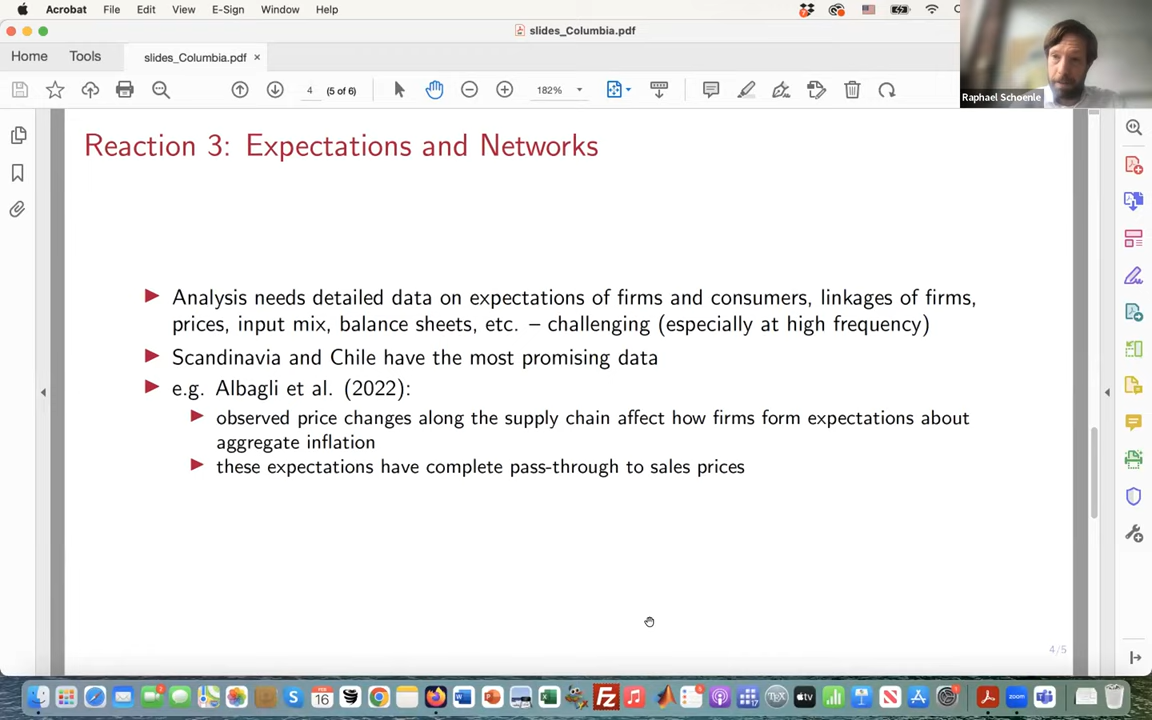 Acrobat File Edit View E-Sign Window Help
slides_Columbia.pdf
Home Tools slides_Columbia.pdf ×
4 (5 of 6) 182%
Raphael Schoenle
Reaction 3: Expectations and Networks
Analysis needs detailed data on expectations of firms and consumers, linkages of firms,
prices, input mix, balance sheets, etc. – challenging (especially at high frequency)
Scandinavia and Chile have the most promising data
e.g. Albagli et al. (2022):
observed price changes along the supply chain affect how firms form expectations about
aggregate inflation
these expectations have complete pass-through to sales prices
4/5
FEB
16
zoom